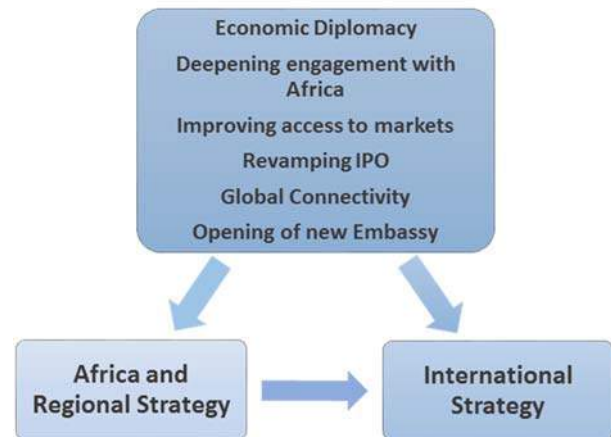 Economic Diplomacy
Deepening engagement with
Africa
Improving access to markets
Revamping IPO
Global Connectivity
Opening of new Embassy
Africa and
Regional Strategy
International
Strategy